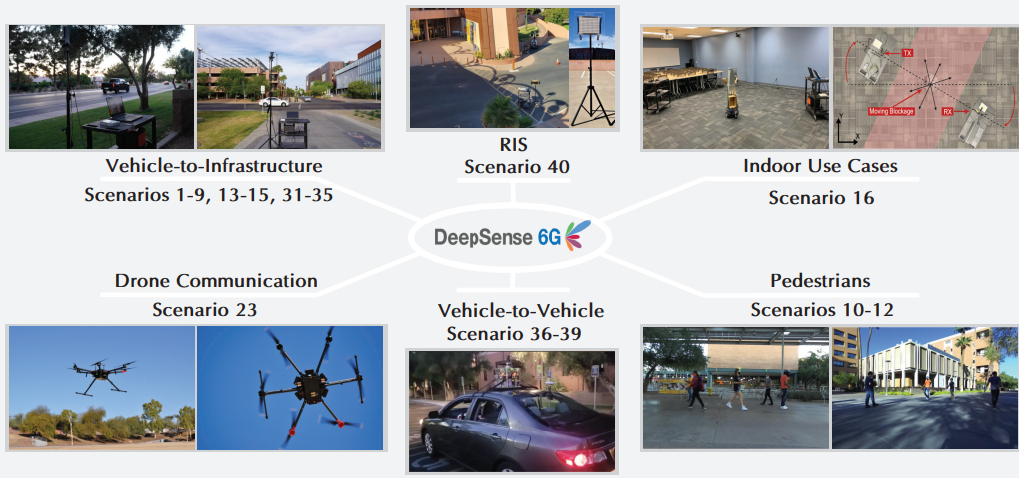 Vehicle-to-Infrastructure
Scenarios 1-9, 13-15, 31-35
RIS
Scenario 40
TX
Moving Blockage
RX
Y
X
Indoor Use Cases
Scenario 16
DeepSense 6G
Drone Communication
Scenario 23
Vehicle-to-Vehicle
Scenario 36-39
Pedestrians
Scenarios 10-12